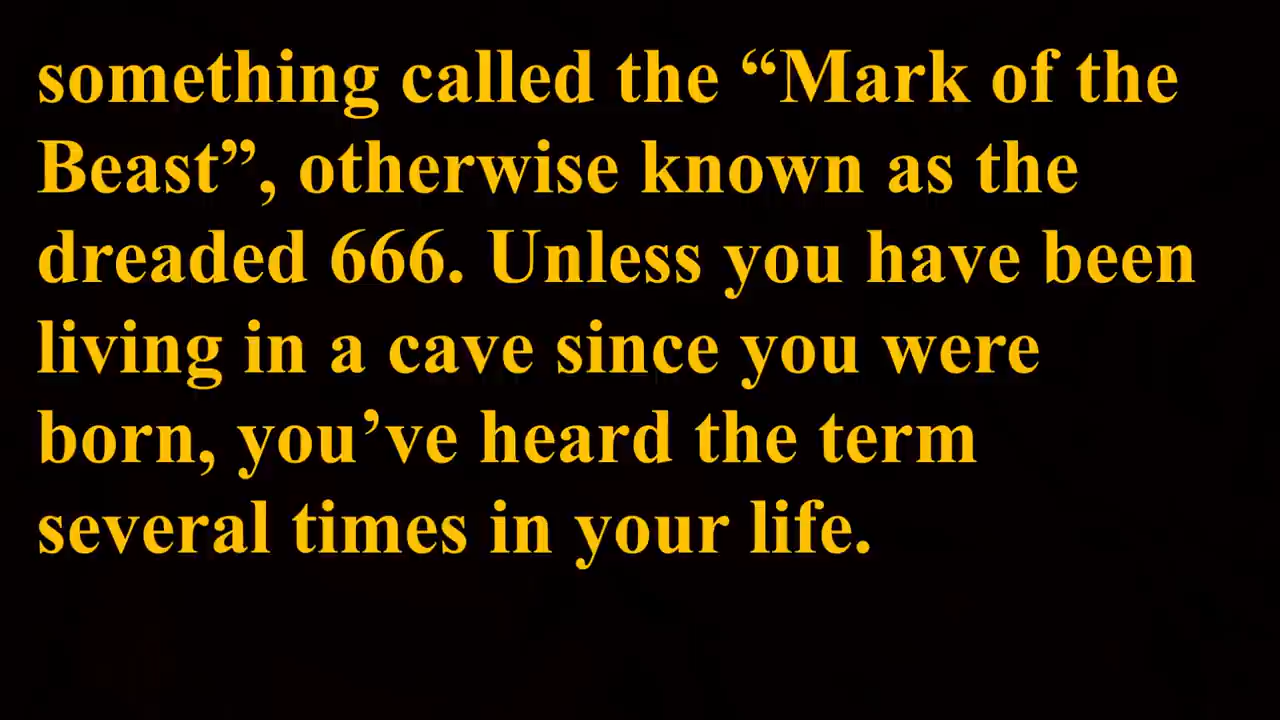 something called the “Mark of the
Beast”, otherwise known as the
dreaded 666. Unless you have been
living in a cave since you were
born, you’ve heard the term
several times in your life.